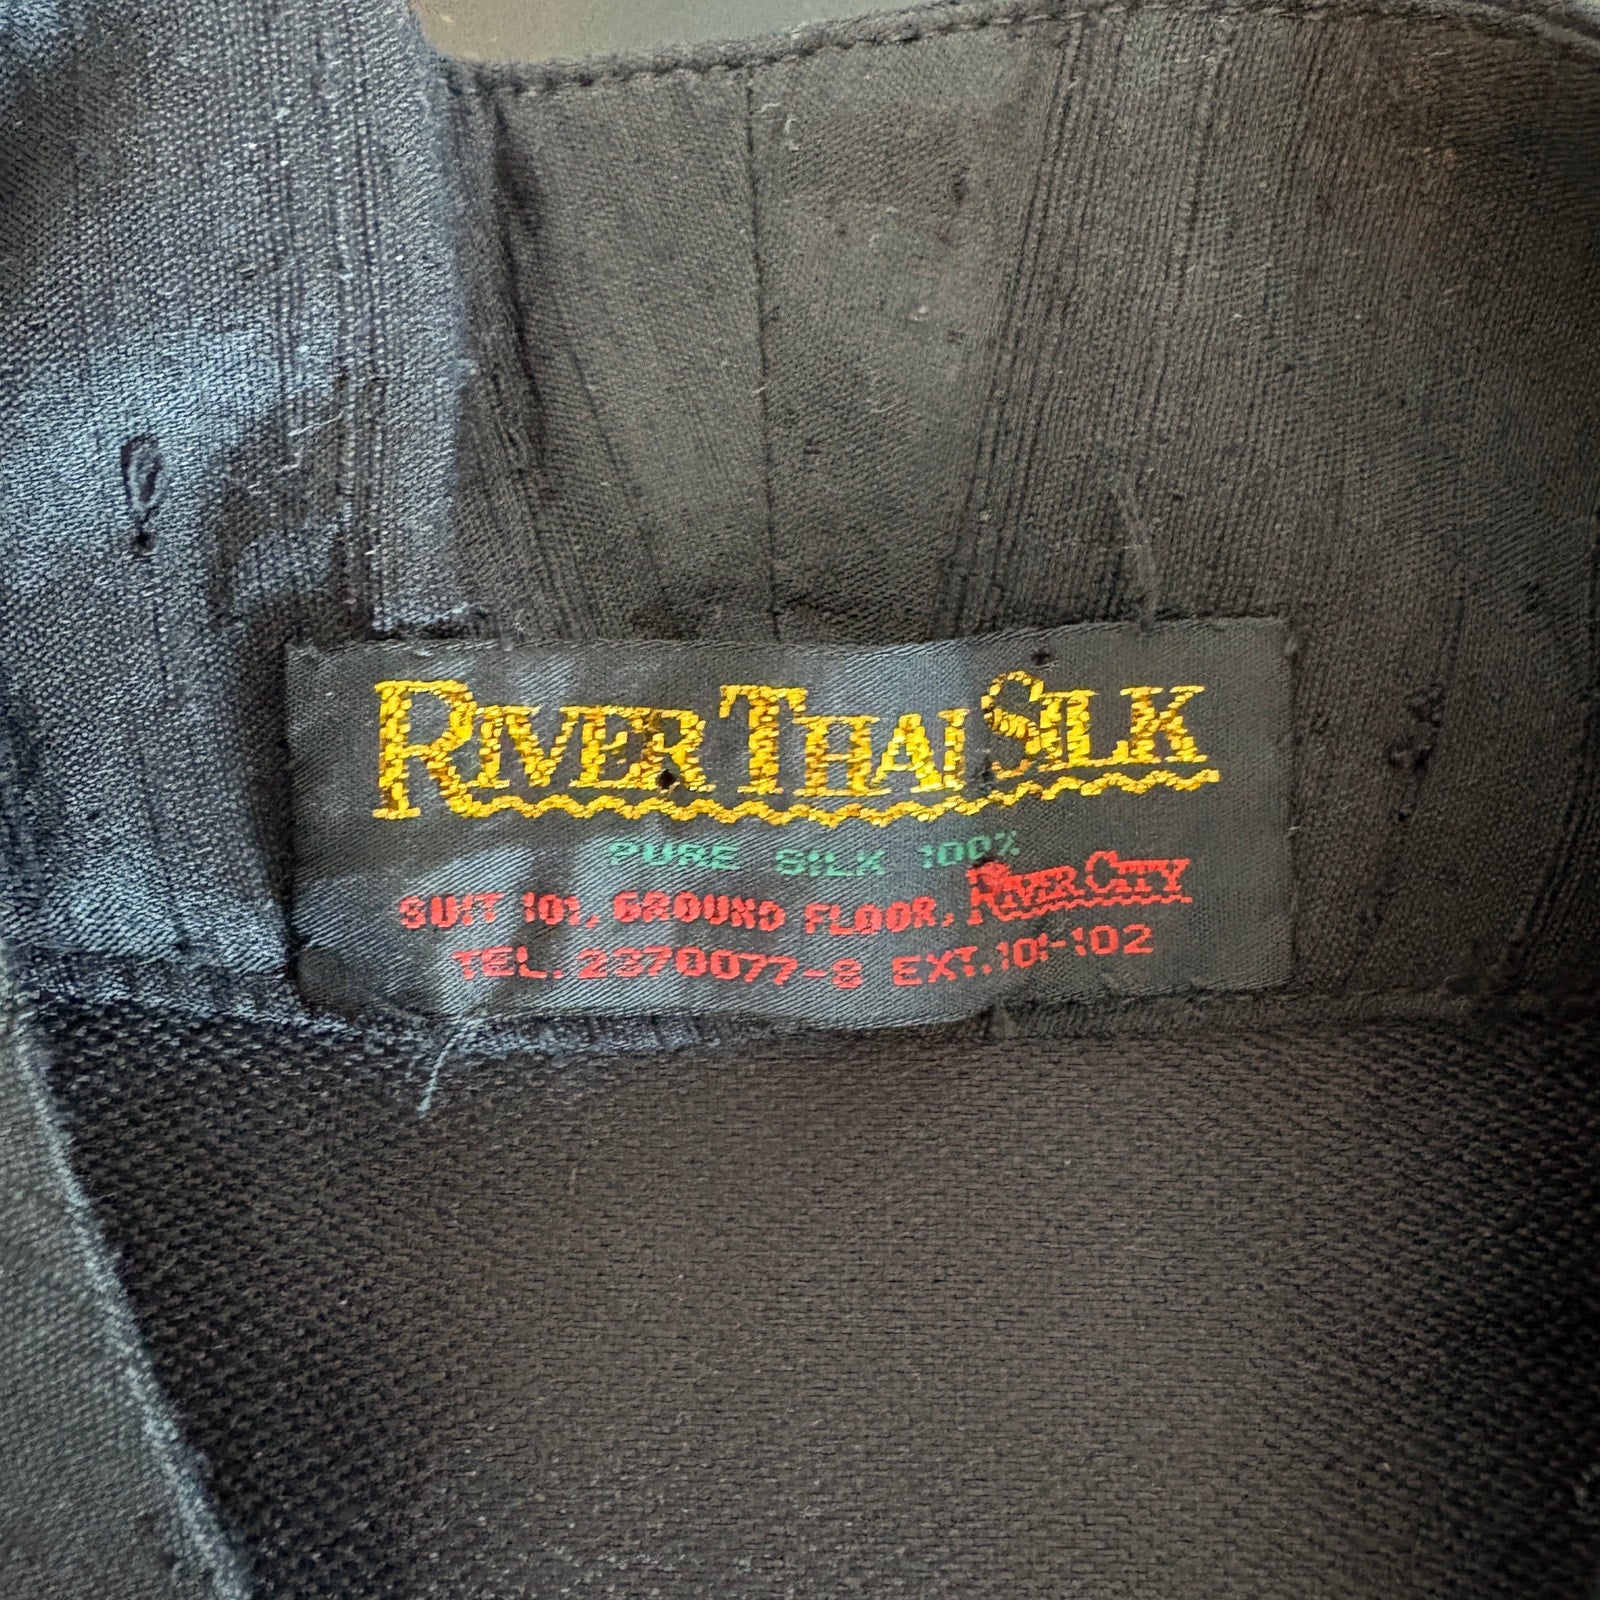 RIVER THAI SILK
PURE SILK 100%
SUIT 101, GROUND FLOOR, RIVER CITY
TEL. 2370077-8 EXT. 101-102